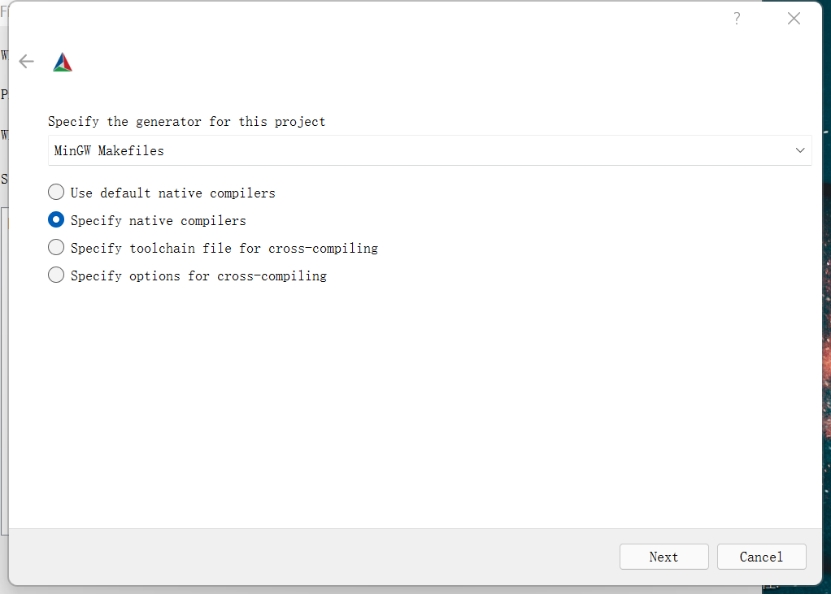 ?
Specify the generator for this project
MinGW Makefiles
Use default native compilers
Specify native compilers
Specify toolchain file for cross-compiling
Specify options for cross-compiling
Next
Cancel